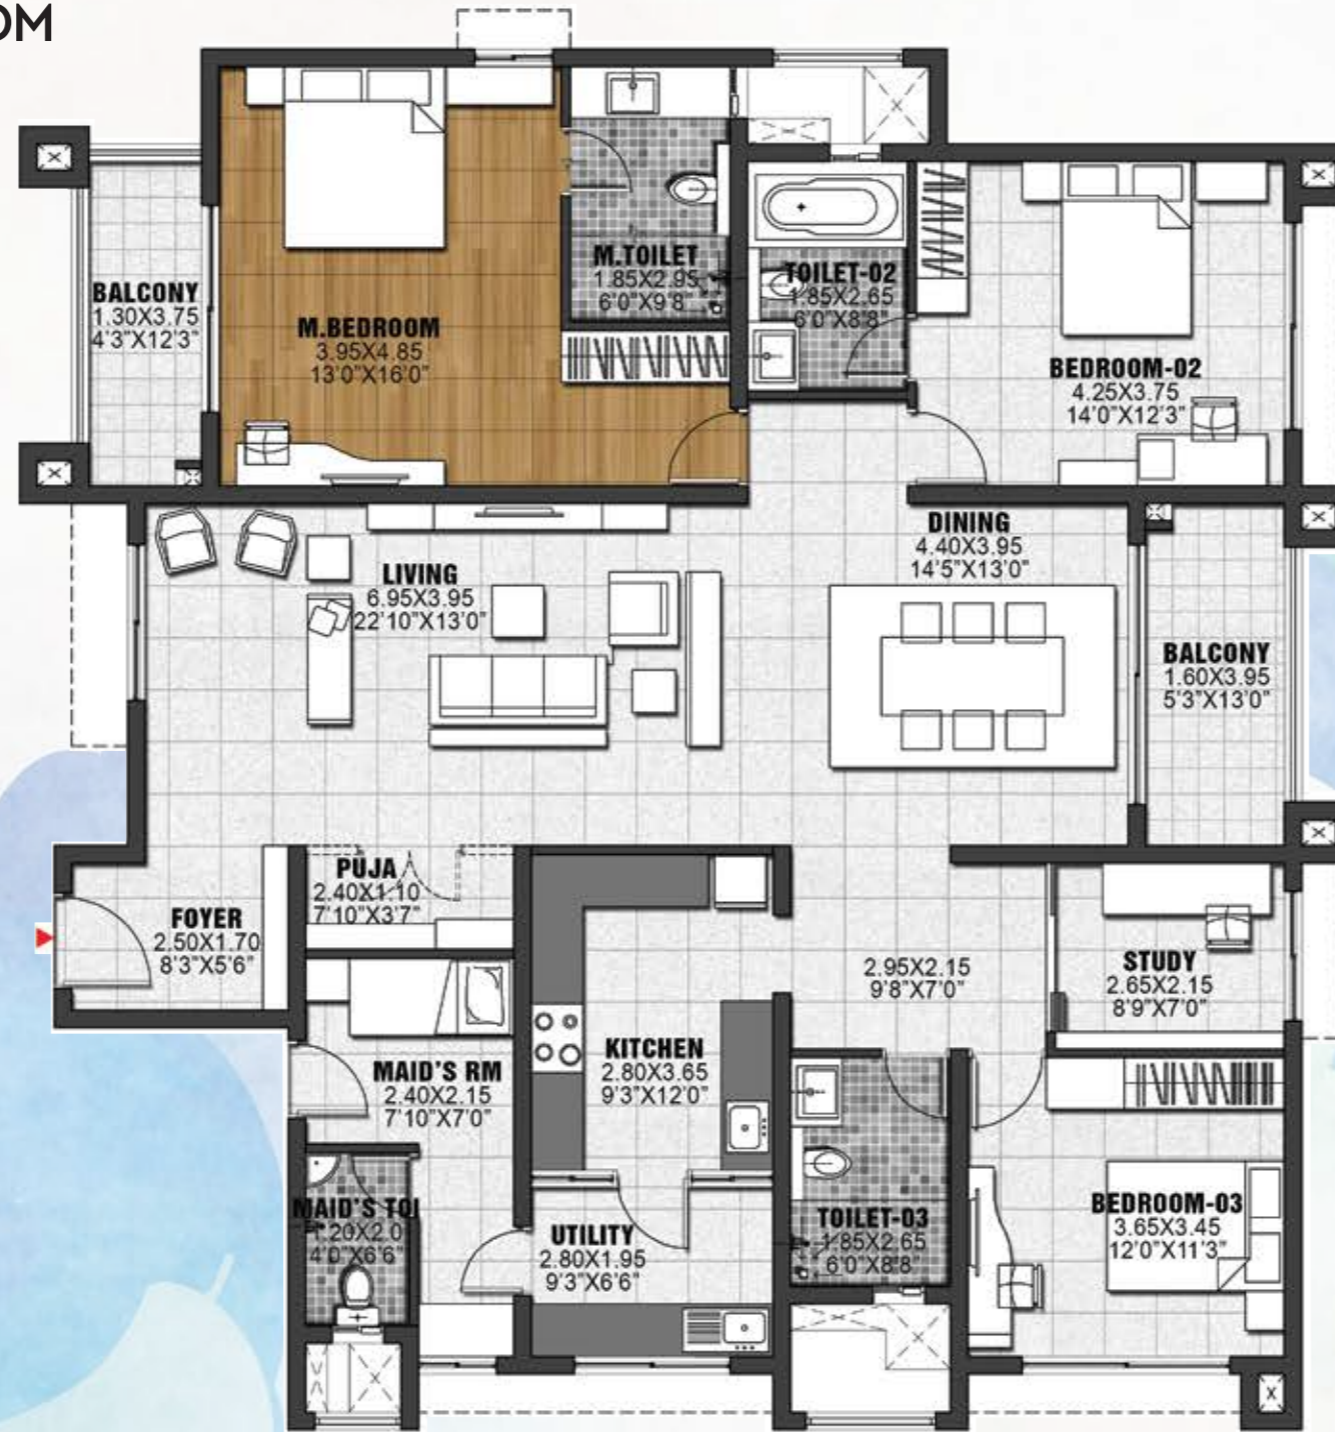 OM
BALCONY
1.30X3.75
4'3"X12'3"
M.BEDROOM
3.95X4.85
13'0"X16'0"
M.TOILET
1.85X2.95
6'0"X9'8"
TOILET-02
1.85X2.65
6'0"X8'8"
BEDROOM-02
4.25X3.75
14'0"X12'3"
LIVING
6.95X3.95
22'10"X13'0"
DINING
4.40X3.95
14'5"X13'0"
BALCONY
1.60X3.95
5'3"X13'0"
FOYER
2.50X1.70
8'3"X5'6"
PUJA
2.40X1.10
7'10"X3'7"
2.95X2.15
9'8"X7'0"
STUDY
2.65X2.15
8'9"X7'0"
MAID'S RM
2.40X2.15
7'10"X7'0"
KITCHEN
2.80X3.65
9'3"X12'0"
MAID'S TOI
1.20X2.0
4'0"X6'6"
UTILITY
2.80X1.95
9'3"X6'6"
TOILET-03
1.85X2.65
6'0"X8'8"
BEDROOM-03
3.65X3.45
12'0"X11'3"